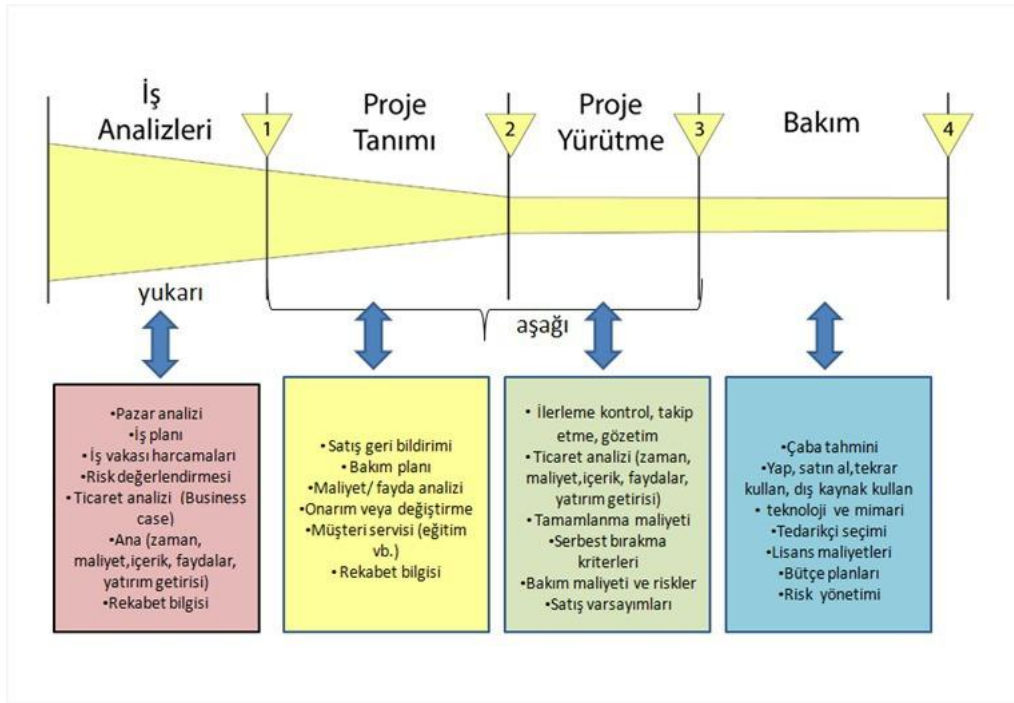 İş
Analizleri
1
Proje
Tanımı
2
Proje
Yürütme
3
Bakım
4
yukarı
aşağı
•Pazar analizi
•İş planı
•İş vakası harcamaları
•Risk değerlendirmesi
•Ticaret analizi (Business
case)
•Ana (zaman,
maliyet,içerik, faydalar,
yatırım getirisi)
•Rekabet bilgisi
•Satış geri bildirimi
•Bakım planı
•Maliyet/ fayda analizi
•Onarım veya değiştirme
•Müşteri servisi (eğitim
vb.)
•Rekabet bilgisi
• İlerleme kontrol, takip
etme, gözetim
•Ticaret analizi (zaman,
maliyet,içerik, faydalar,
yatırım getirisi)
•Tamamlanma maliyeti
•Serbest bırakma
kriterleri
•Bakım maliyeti ve riskler
•Satış varsayımları
•Çaba tahmini
•Yap, satın al,tekrar
kullan, dış kaynak kullan
• teknoloji ve mimari
•Tedarikçi seçimi
•Lisans maliyetleri
•Bütçe planları
•Risk yönetimi